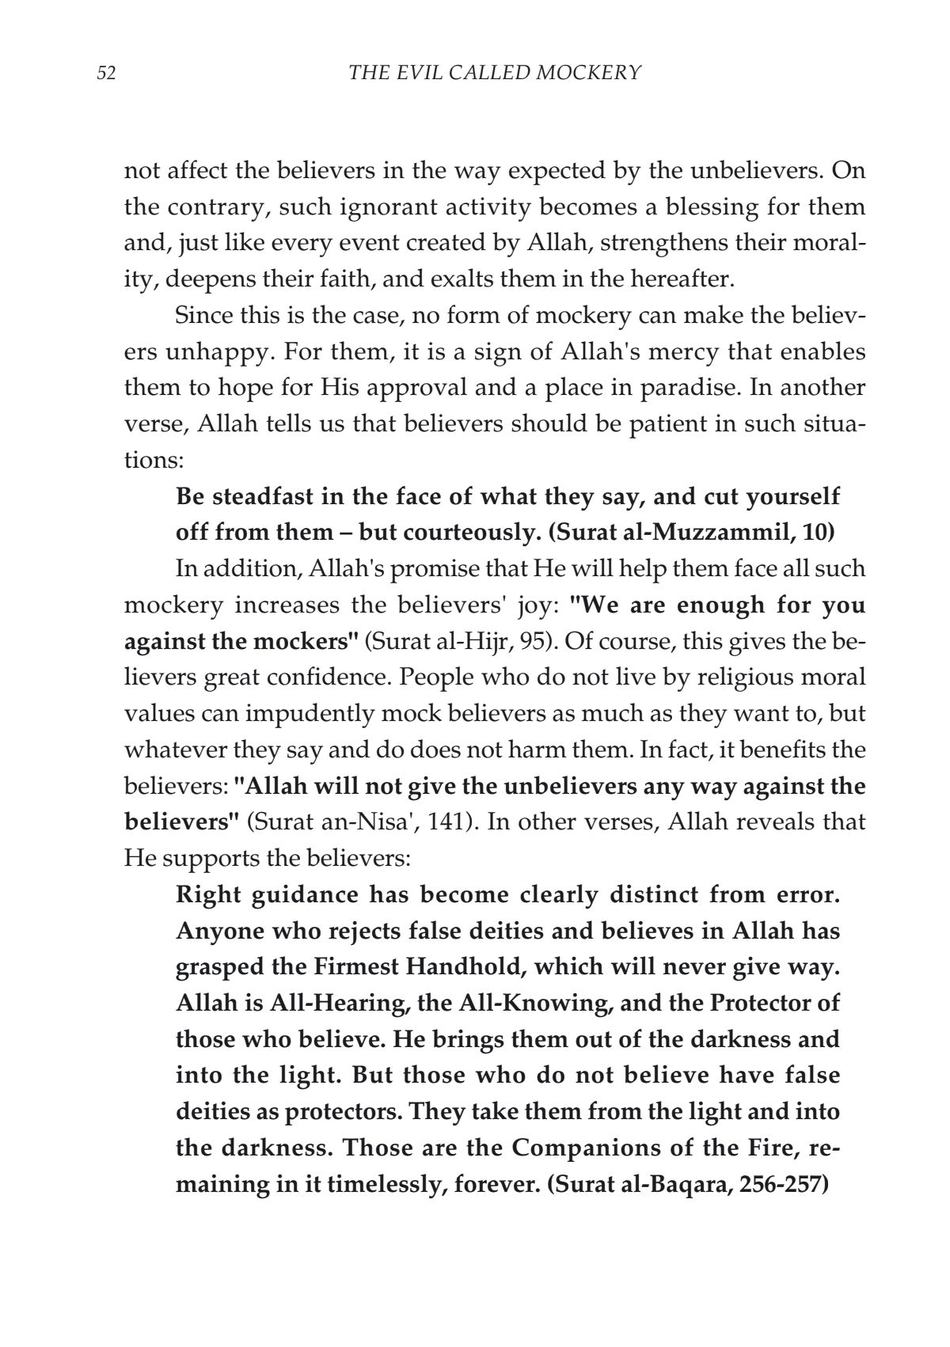 52
THE EVIL CALLED MOCKERY
not affect the believers in the way expected by the unbelievers. On
the contrary, such ignorant activity becomes a blessing for them
and, just like every event created by Allah, strengthens their moral-
ity, deepens their faith, and exalts them in the hereafter.
Since this is the case, no form of mockery can make the believ-
ers unhappy. For them, it is a sign of Allah's mercy that enables
them to hope for His approval and a place in paradise. In another
verse, Allah tells us that believers should be patient in such situa-
tions:
Be steadfast in the face of what they say, and cut yourself
off from them – but courteously. (Surat al-Muzzammil, 10)
In addition, Allah's promise that He will help them face all such
mockery increases the believers' joy: "We are enough for you
against the mockers" (Surat al-Hijr, 95). Of course, this gives the be-
lievers great confidence. People who do not live by religious moral
values can impudently mock believers as much as they want to, but
whatever they say and do does not harm them. In fact, it benefits the
believers: "Allah will not give the unbelievers any way against the
believers" (Surat an-Nisa', 141). In other verses, Allah reveals that
He supports the believers:
Right guidance has become clearly distinct from error.
Anyone who rejects false deities and believes in Allah has
grasped the Firmest Handhold, which will never give way.
Allah is All-Hearing, the All-Knowing, and the Protector of
those who believe. He brings them out of the darkness and
into the light. But those who do not believe have false
deities as protectors. They take them from the light and into
the darkness. Those are the Companions of the Fire, re-
maining in it timelessly, forever. (Surat al-Baqara, 256-257)